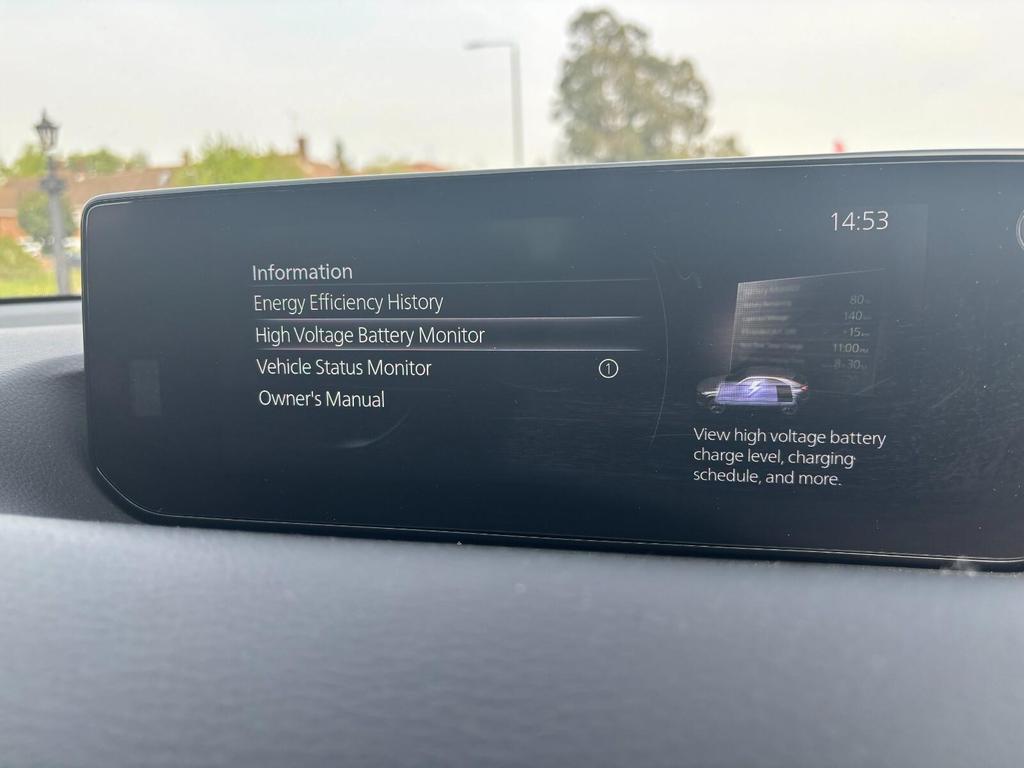 14:53
Information
Energy Efficiency History
High Voltage Battery Monitor
Vehicle Status Monitor 1
Owner's Manual
80
140
15
11:00
View high voltage battery
charge level, charging
schedule, and more.